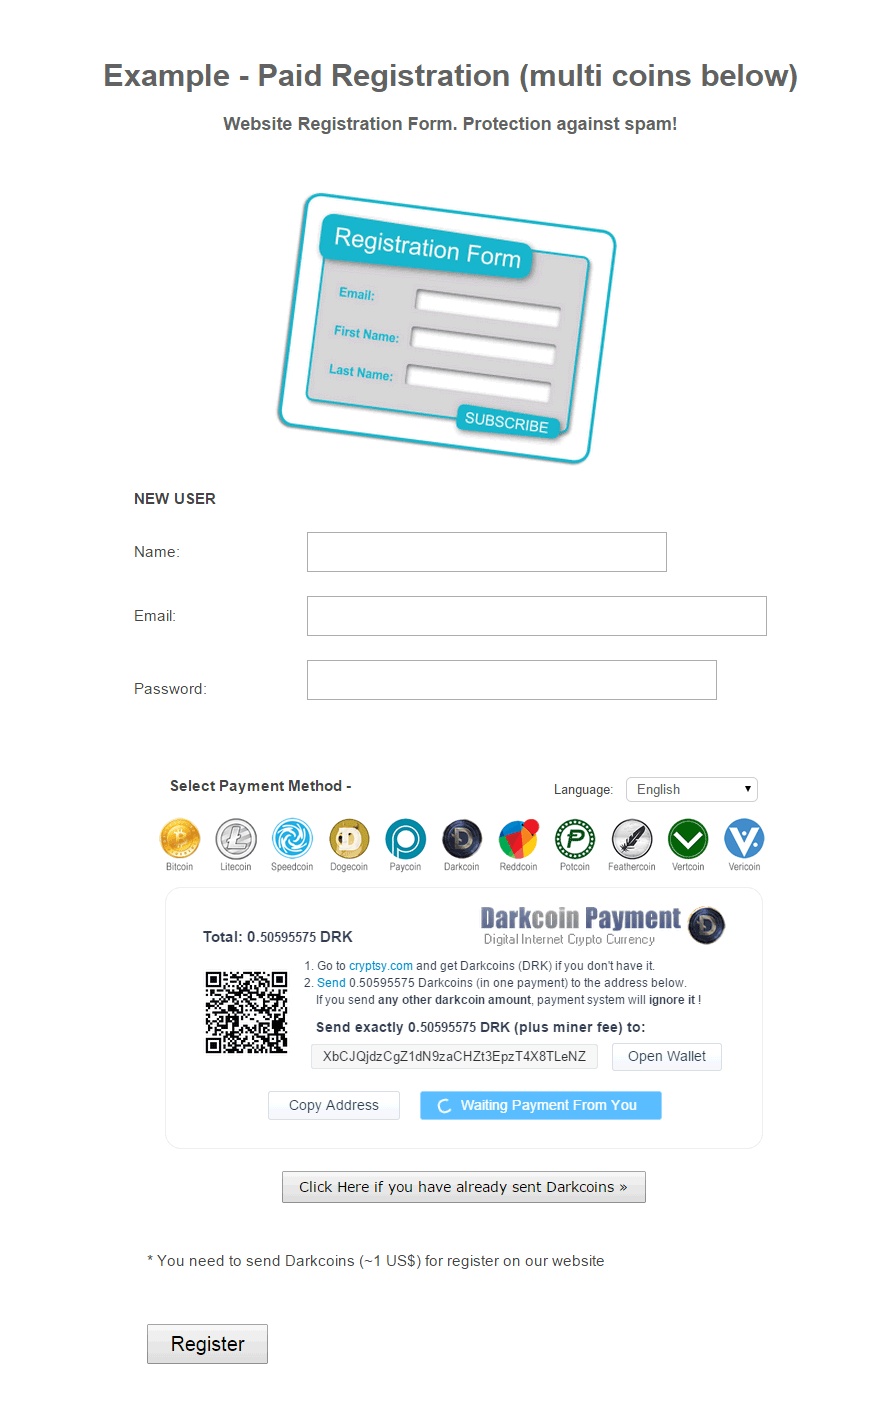 Example - Paid Registration (multi coins below)
Website Registration Form. Protection against spam!
Registration Form
Email:
First Name:
Last Name:
SUBSCRIBE
NEW USER
Name:
Email:
Password:
Select Payment Method -
Language: English
Bitcoin Litecoin Speedcoin Dogecoin Paycoin Darkcoin Reddcoin Potcoin Feathercoin Vertcoin Vericoin
Darkcoin Payment
Digital Internet Crypto Currency
Total: 0.50595575 DRK
1. Go to cryptsy.com and get Darkcoins (DRK) if you don't have it.
2. Send 0.50595575 Darkcoins (in one payment) to the address below.
If you send any other darkcoin amount, payment system will ignore it !
Send exactly 0.50595575 DRK (plus miner fee) to:
XbCJQjdzCgZ1dN9zaCHZt3EpzT4X8TLeNZ Open Wallet
Copy Address Waiting Payment From You
Click Here if you have already sent Darkcoins »
* You need to send Darkcoins (~1 US$) for register on our website
Register